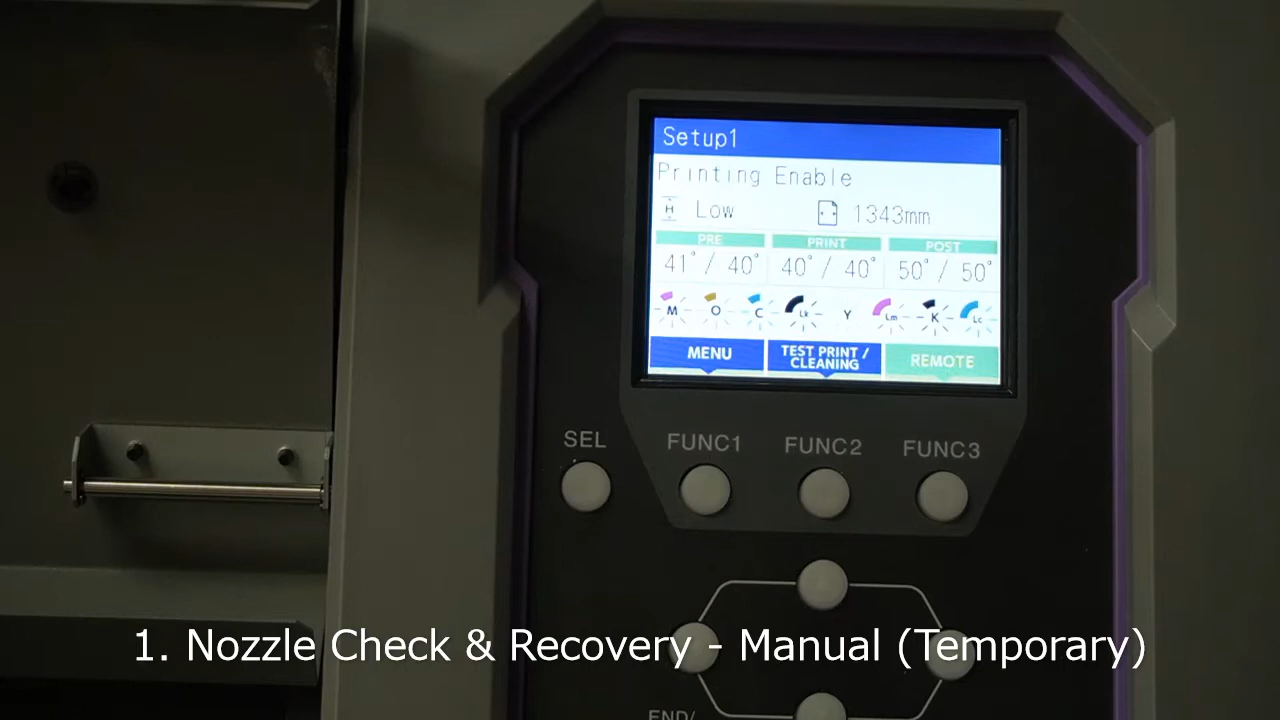 Setup1
Printing Enable
H Low 1343mm
PRE PRINT POST
41°/40° 40°/40° 50°/50°
M O C Lk Y Lm K Lc
MENU TEST PRINT / CLEANING REMOTE
SEL FUNC1 FUNC2 FUNC3
1. Nozzle Check & Recovery - Manual (Temporary)
END/